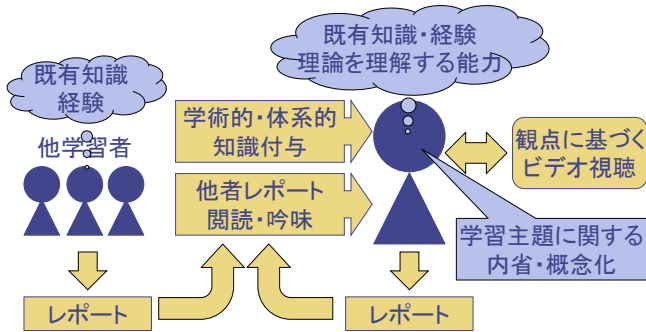 既有知識
経験
他学習者
既有知識・経験
理論を理解する能力
学術的・体系的
知識付与
他者レポート
閲読・吟味
観点に基づく
ビデオ視聴
学習主題に関する
内省・概念化
レポート
レポート